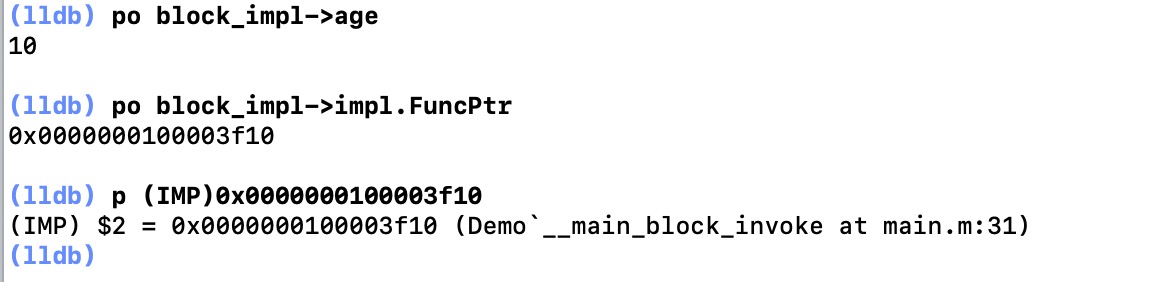 (lldb) po block_impl->age
10
(lldb) po block_impl->impl.FuncPtr
0x0000000100003f10
(lldb) p (IMP)0x0000000100003f10
(IMP) $2 = 0x0000000100003f10 (Demo`__main_block_invoke at main.m:31)
(lldb)